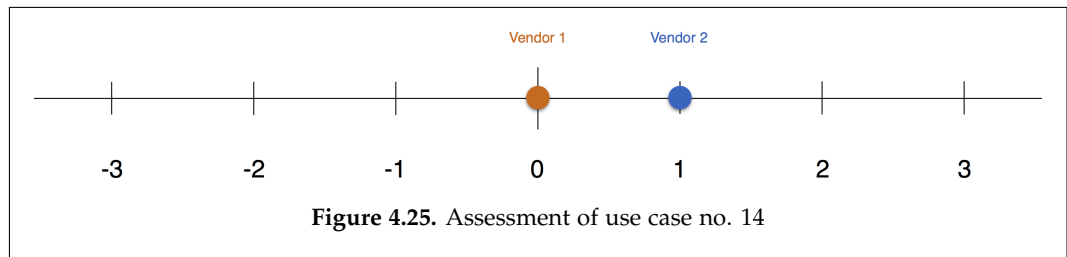 Vendor 1 Vendor 2
-3 -2 -1 0 1 2 3
Figure 4.25. Assessment of use case no. 14